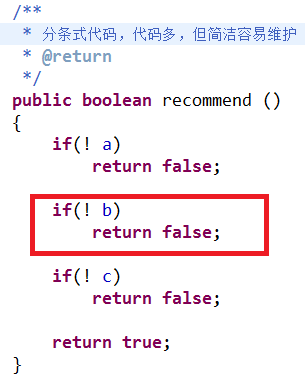 /**
* 分条式代码，代码多，但简洁容易维护
* @return
*/
public boolean recommend ()
{
if(! a)
return false;
if(! b)
return false;
if(! c)
return false;
return true;
}